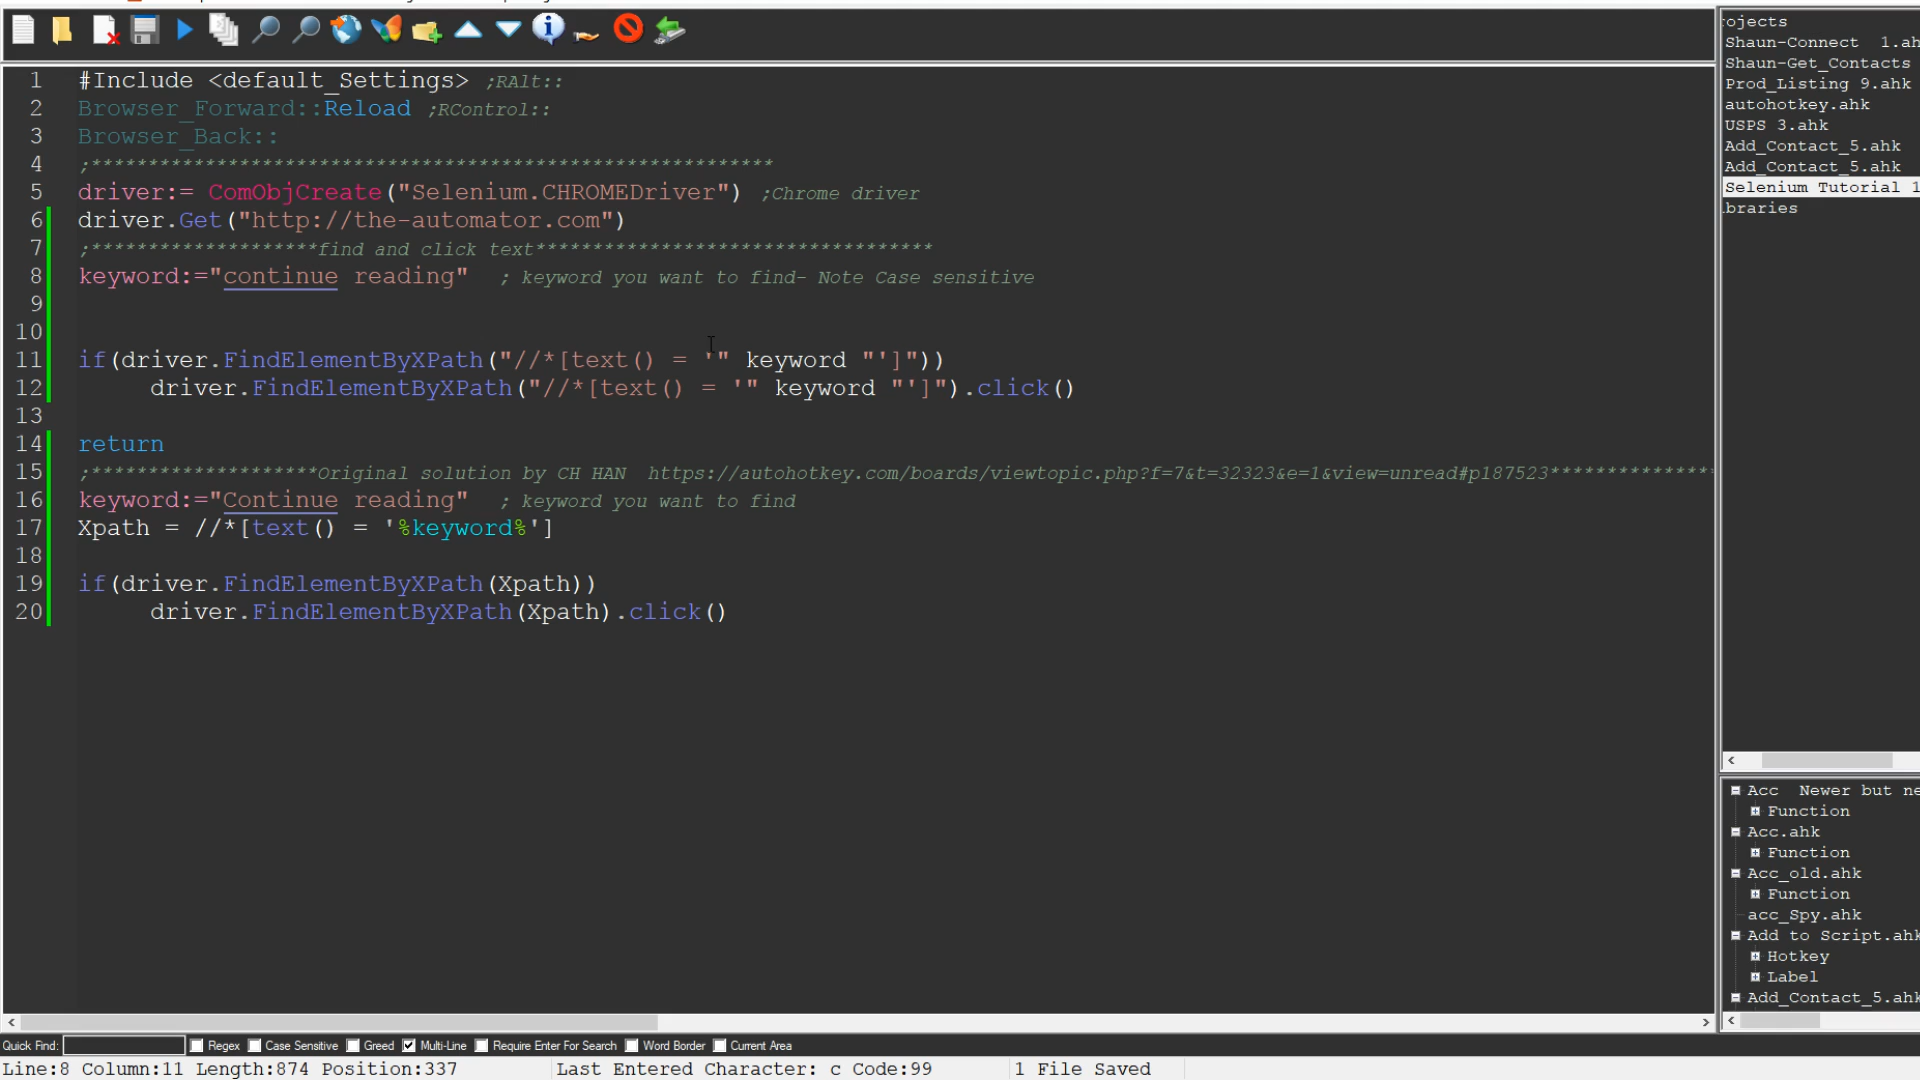 1 #Include <default_Settings> ;RAlt::
2 Browser_Forward::Reload ;RControl::
3 Browser_Back::
4 ;************************************************************
5 driver:= ComObjCreate("Selenium.CHROMEDriver") ;Chrome driver
6 driver.Get("http://the-automator.com")
7 ;********************find and click text***********************************
8 keyword:="continue reading" ; keyword you want to find- Note Case sensitive
9
10
11 if(driver.FindElementByXPath("//*[text() = '" keyword "']"))
12 driver.FindElementByXPath("//*[text() = '" keyword "']").click()
13
14 return
15 ;********************Original solution by CH HAN https://autohotkey.com/boards/viewtopic.php?f=7&t=32323&e=1&view=unread#p187523***************
16 keyword:="Continue reading" ; keyword you want to find
17 Xpath = //*[text() = '%keyword%']
18
19 if(driver.FindElementByXPath(Xpath))
20 driver.FindElementByXPath(Xpath).click()
ojects
Shaun-Connect 1.ah
Shaun-Get_Contacts
Prod_Listing 9.ahk
autohotkey.ahk
USPS 3.ahk
Add_Contact_5.ahk
Add_Contact_5.ahk
Selenium Tutorial 1
braries
Acc Newer but ne
Function
Acc.ahk
Function
Acc_old.ahk
Function
acc_Spy.ahk
Add to Script.ahk
Hotkey
Label
Add_Contact_5.ahk
Quick Find: Regex Case Sensitive Greed Multi-Line Require Enter For Search Word Border Current Area
Line:8 Column:11 Length:874 Position:337 Last Entered Character: c Code:99 1 File Saved